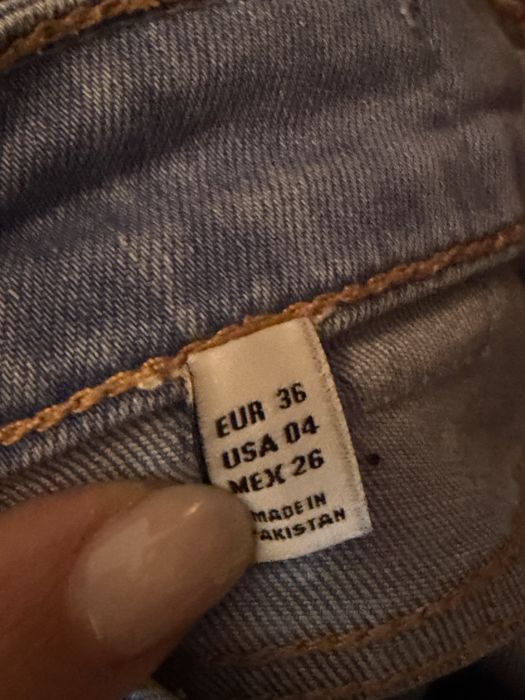 EUR 36
USA 04
MEX 26
MADE IN
PAKISTAN